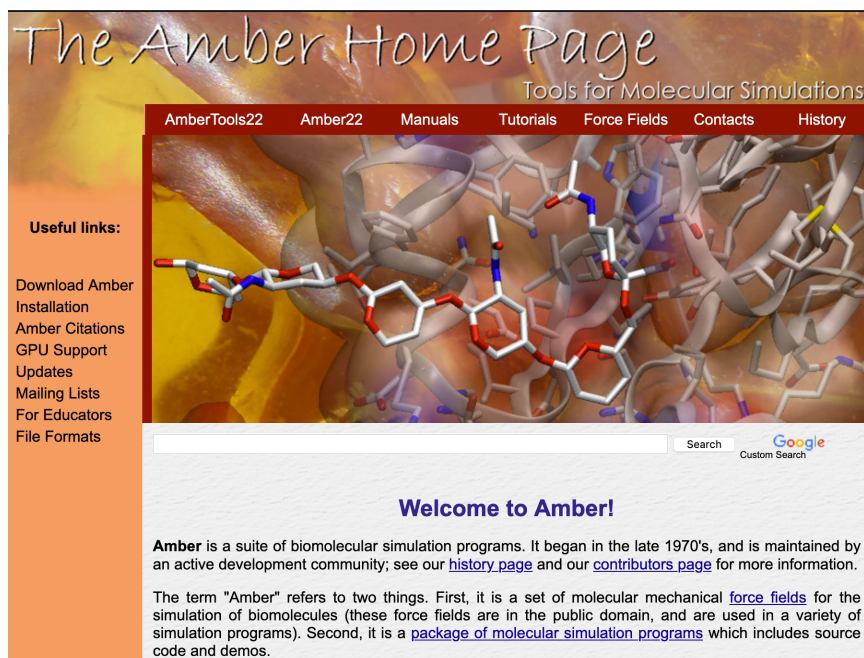 The Amber Home Page
Tools for Molecular Simulations
AmberTools22 Amber22 Manuals Tutorials Force Fields Contacts History
Useful links:
Download Amber
Installation
Amber Citations
GPU Support
Updates
Mailing Lists
For Educators
File Formats
Search
Google
Custom Search
Welcome to Amber!
Amber is a suite of biomolecular simulation programs. It began in the late 1970's, and is maintained by
an active development community; see our history page and our contributors page for more information.
The term "Amber" refers to two things. First, it is a set of molecular mechanical force fields for the
simulation of biomolecules (these force fields are in the public domain, and are used in a variety of
simulation programs). Second, it is a package of molecular simulation programs which includes source
code and demos.